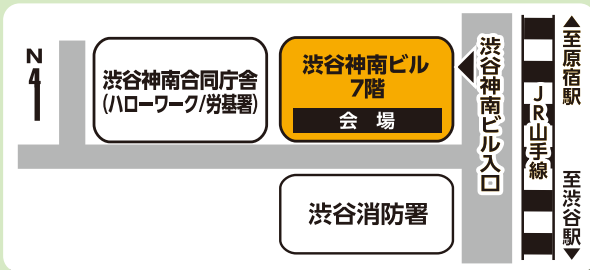 N
渋谷神南合同庁舎
(ハローワーク/労基署)
渋谷神南ビル
7階
会 場
渋谷神南ビル入口
▲至原宿駅
JR山手線
至渋谷駅▼
渋谷消防署